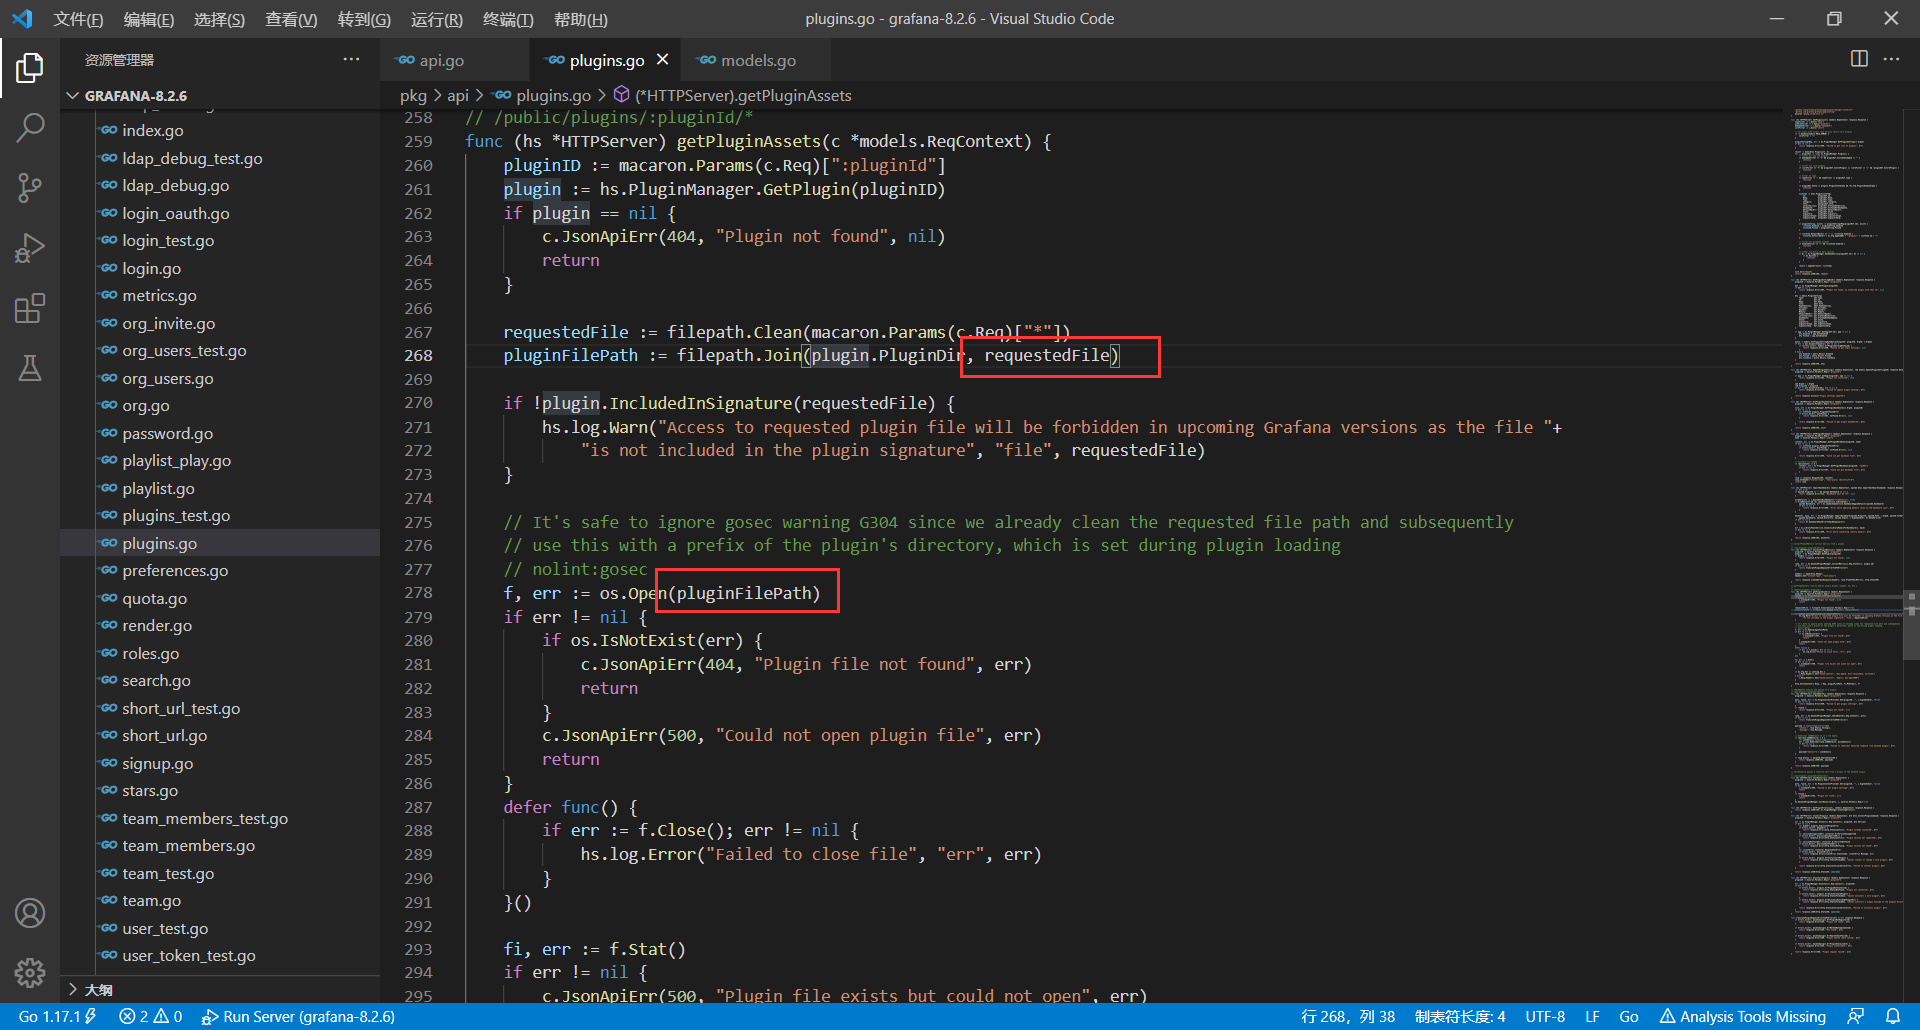 文件(F) 编辑(E) 选择(S) 查看(V) 转到(G) 运行(R) 终端(T) 帮助(H)
plugins.go - grafana-8.2.6 - Visual Studio Code
资源管理器
GRAFANA-8.2.6
index.go
ldap_debug_test.go
ldap_debug.go
login_oauth.go
login_test.go
login.go
metrics.go
org_invite.go
org_users_test.go
org_users.go
org.go
password.go
playlist_play.go
playlist.go
plugins_test.go
plugins.go
preferences.go
quota.go
render.go
roles.go
search.go
short_url_test.go
short_url.go
signup.go
stars.go
team_members_test.go
team_members.go
team_test.go
team.go
user_test.go
user_token_test.go
大纲
api.go
plugins.go
models.go
pkg > api > plugins.go > (*HTTPServer).getPluginAssets
258 // /public/plugins/:pluginId/*
259 func (hs *HTTPServer) getPluginAssets(c *models.ReqContext) {
260 pluginID := macaron.Params(c.Req)[":pluginId"]
261 plugin := hs.PluginManager.GetPlugin(pluginID)
262 if plugin == nil {
263 c.JsonApiErr(404, "Plugin not found", nil)
264 return
265 }
266
267 requestedFile := filepath.Clean(macaron.Params(c.Req)["*"])
268 pluginFilePath := filepath.Join(plugin.PluginDir, requestedFile)
269
270 if !plugin.IncludedInSignature(requestedFile) {
271 hs.log.Warn("Access to requested plugin file will be forbidden in upcoming Grafana versions as the file "+
272 "is not included in the plugin signature", "file", requestedFile)
273 }
274
275 // It's safe to ignore gosec warning G304 since we already clean the requested file path and subsequently
276 // use this with a prefix of the plugin's directory, which is set during plugin loading
277 // nolint:gosec
278 f, err := os.Open(pluginFilePath)
279 if err != nil {
280 if os.IsNotExist(err) {
281 c.JsonApiErr(404, "Plugin file not found", err)
282 return
283 }
284 c.JsonApiErr(500, "Could not open plugin file", err)
285 return
286 }
287 defer func() {
288 if err := f.Close(); err != nil {
289 hs.log.Error("Failed to close file", "err", err)
290 }
291 }()
292
293 fi, err := f.Stat()
294 if err != nil {
295 c.JsonApiErr(500, "Plugin file exists but could not open", err)
Go 1.17.1 2 0 Run Server (grafana-8.2.6)
行 268，列 38 制表符长度: 4 UTF-8 LF Go Analysis Tools Missing